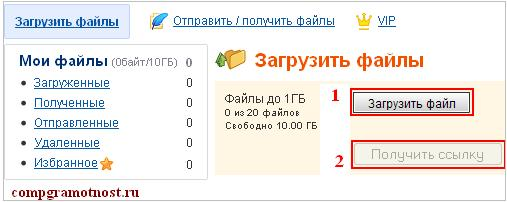 Загрузить файлы
Отправить / получить файлы
VIP
Мои файлы (0байт/10ГБ) 0
Загруженные 0
Полученные 0
Отправленные 0
Удаленные 0
Избранное 0
Загрузить файлы
Файлы до 1ГБ
0 из 20 файлов
Свободно 10.00 ГБ
1 Загрузить файл
2 Получить ссылку
compgramotnost.ru